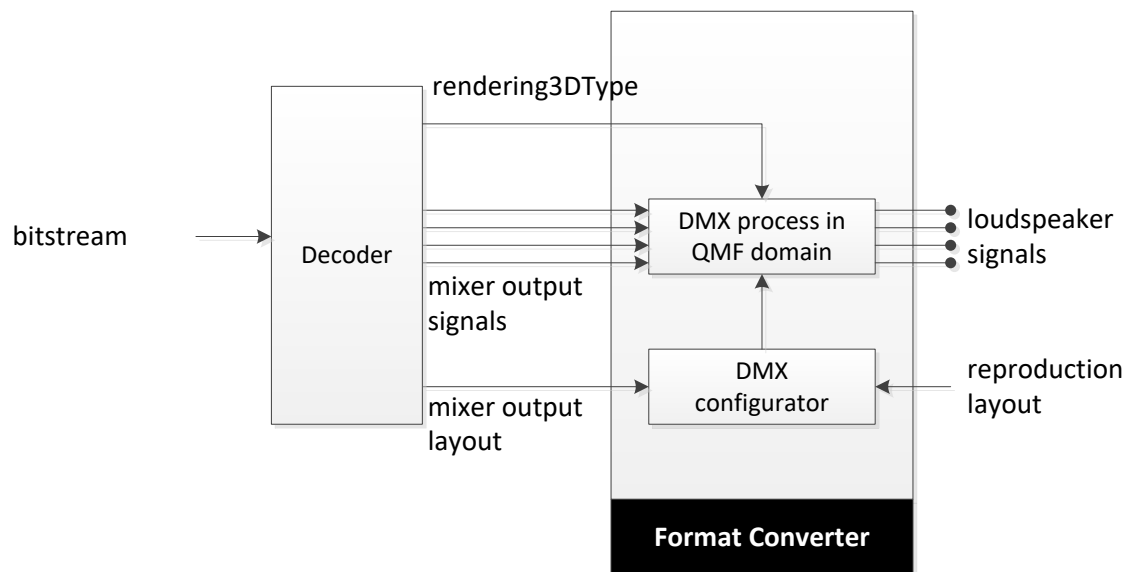 rendering3DType
bitstream
Decoder
DMX process in
QMF domain
loudspeaker
signals
mixer output
signals
DMX
configurator
reproduction
layout
mixer output
layout
Format Converter